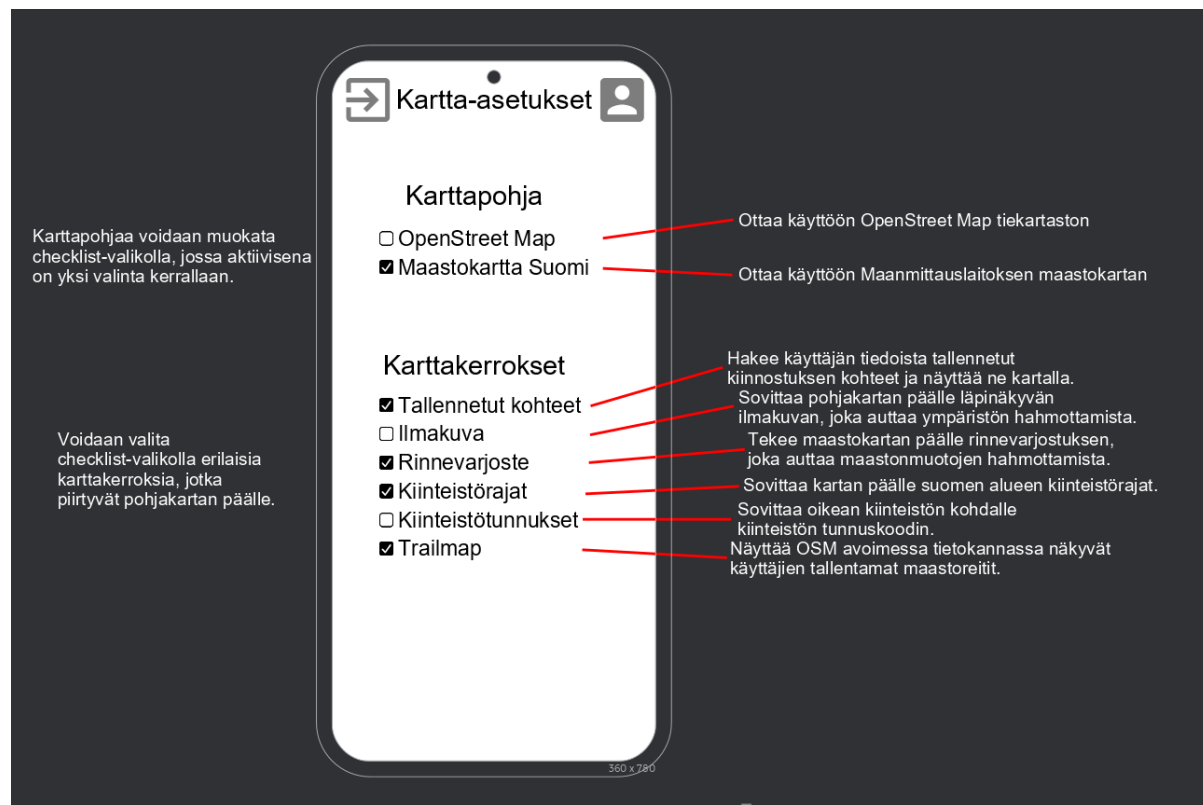 Kartta-asetukset
Karttapohja
OpenStreet Map
Maastokartta Suomi
Karttakerrokset
Tallennetut kohteet
Ilmakuva
Rinnevarjoste
Kiinteistörajat
Kiinteistötunnukset
Trailmap
360 x 780
Karttapohjaa voidaan muokata
checklist-valikolla, jossa aktiivisena
on yksi valinta kerrallaan.
Voidaan valita
checklist-valikolla erilaisia
karttakerroksia, jotka
piirtyvät pohjakartan päälle.
Ottaa käyttöön OpenStreet Map tiekartaston
Ottaa käyttöön Maanmittauslaitoksen maastokartan
Hakee käyttäjän tiedoista tallennetut
kiinnostuksen kohteet ja näyttää ne kartalla.
Sovittaa pohjakartan päälle läpinäkyvän
ilmakuvan, joka auttaa ympäristön hahmottamista.
Tekee maastokartan päälle rinnevarjostuksen,
joka auttaa maastonmuotojen hahmottamista.
Sovittaa kartan päälle suomen alueen kiinteistörajat.
Sovittaa oikean kiinteistön kohdalle
kiinteistön tunnuskoodin.
Näyttää OSM avoimessa tietokannassa näkyvät
käyttäjien tallentamat maastoreitit.